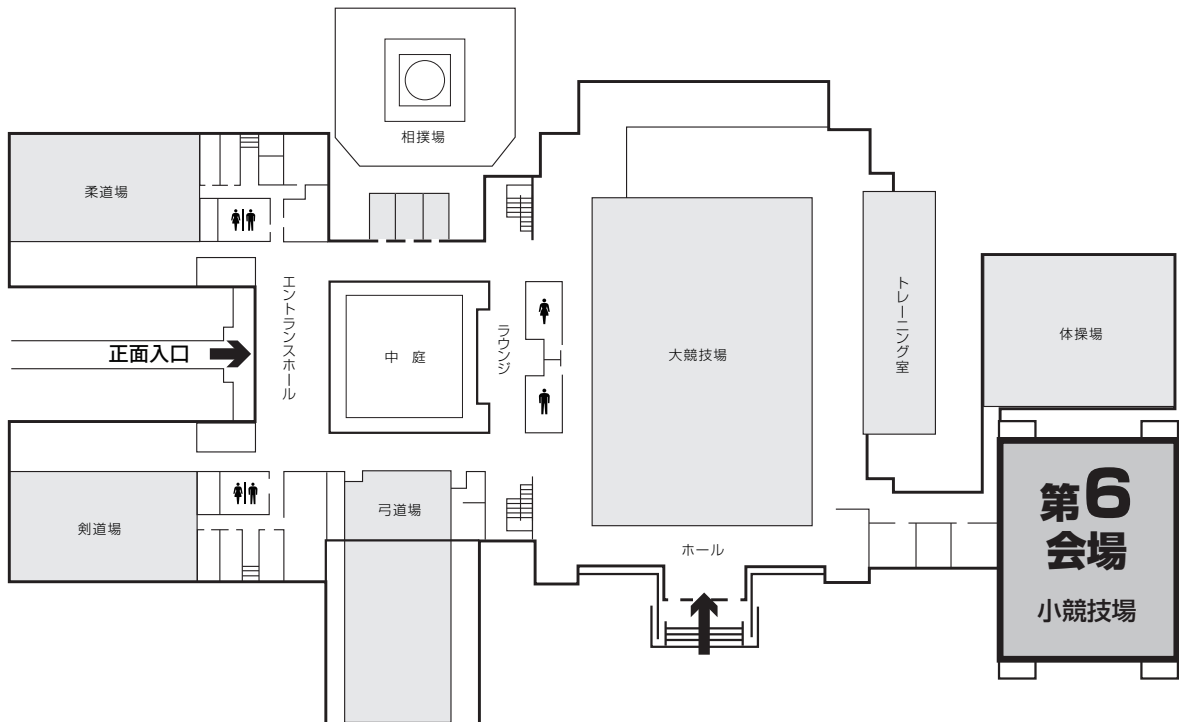 相撲場
柔道場
エントランスホール
正面入口
中庭
ラウンジ
大競技場
トレーニング室
体操場
剣道場
弓道場
ホール
第6
会場
小競技場